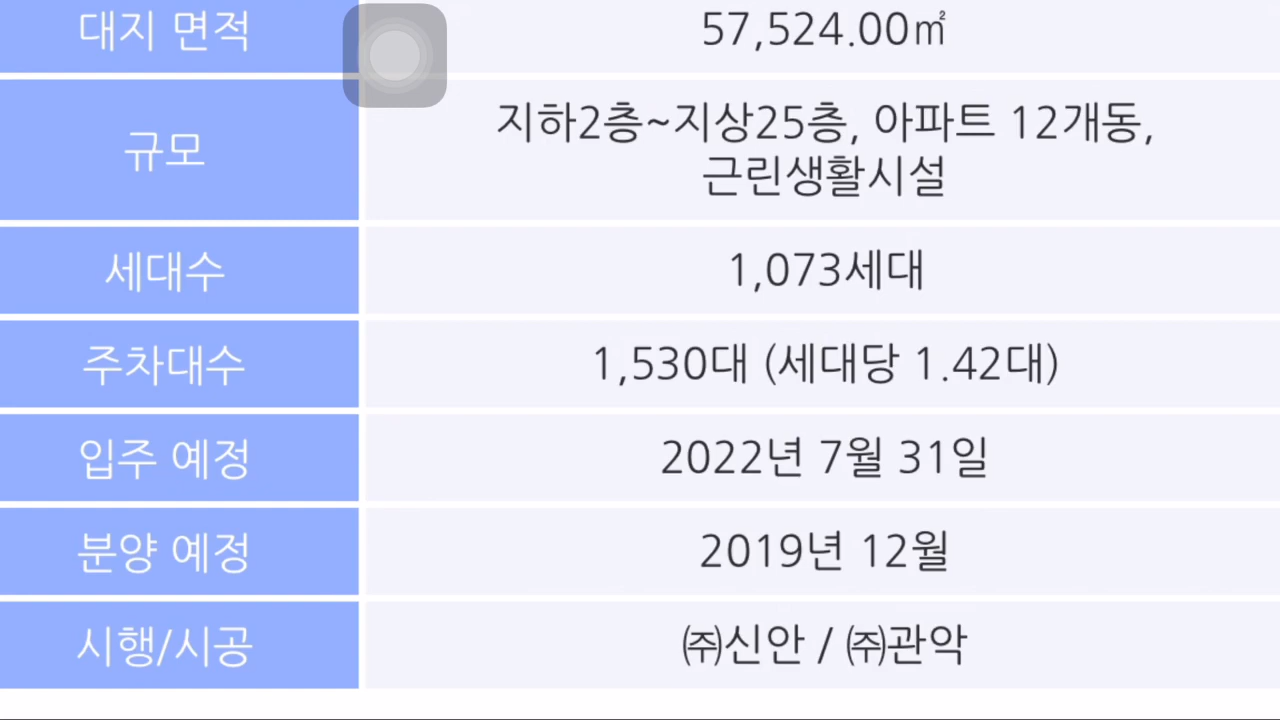 대지 면적 57,524.00㎡
규모 지하2층~지상25층, 아파트 12개동,
근린생활시설
세대수 1,073세대
주차대수 1,530대 (세대당 1.42대)
입주 예정 2022년 7월 31일
분양 예정 2019년 12월
시행/시공 ㈜신안 / ㈜관악